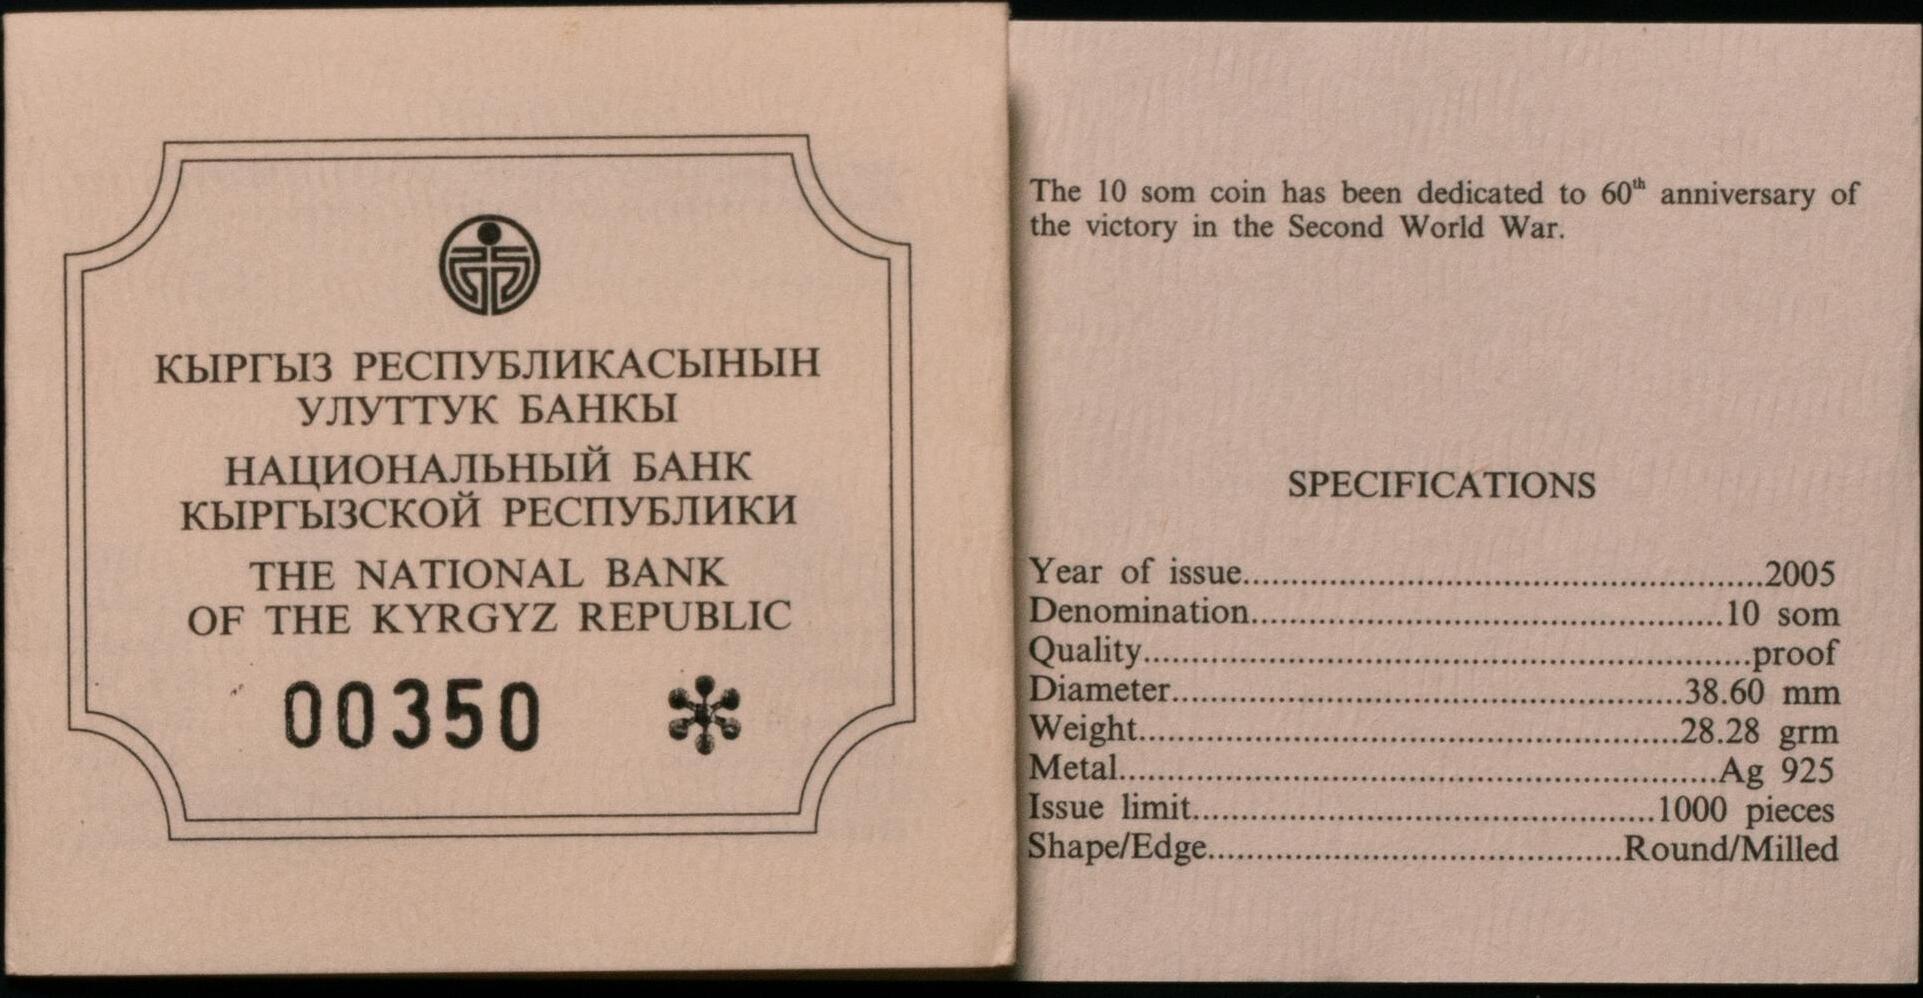 КЫРГЫЗ РЕСПУБЛИКАСЫНЫН
УЛУТТУК БАНКЫ
НАЦИОНАЛЬНЫЙ БАНК
КЫРГЫЗСКОЙ РЕСПУБЛИКИ
THE NATIONAL BANK
OF THE KYRGYZ REPUBLIC
00350 *
The 10 som coin has been dedicated to 60th anniversary of
the victory in the Second World War.
SPECIFICATIONS
Year of issue........................................................2005
Denomination...................................................10 som
Quality..................................................................proof
Diameter.......................................................38.60 mm
Weight..........................................................28.28 grm
Metal.................................................................Ag 925
Issue limit..................................................1000 pieces
Shape/Edge............................................Round/Milled